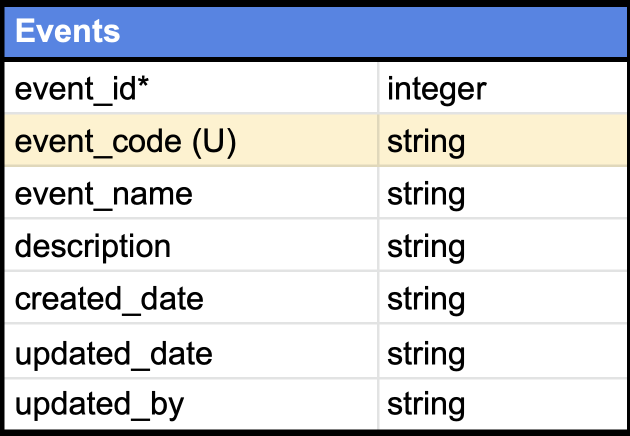 Events
event_id* integer
event_code (U) string
event_name string
description string
created_date string
updated_date string
updated_by string